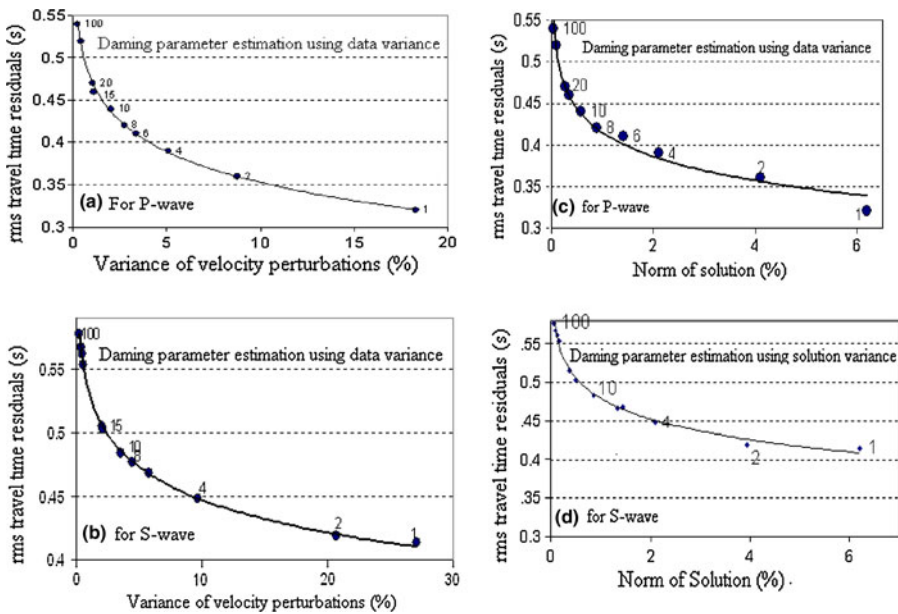 (a)
0.55
0.5
0.45
0.4
0.35
0.3
rms travel time residuals (s)
Daming parameter estimation using data variance
100
20
15
10
8
6
4
2
1
(a) For P-wave
0 5 10 15 20
Variance of velocity perturbations (%)
0.55
0.5
0.45
0.4
0.35
0.3
rms travel time residuals (s)
Daming parameter estimation using data variance
100
20
10
8
6
4
2
1
(c) for P-wave
0 2 4 6
Norm of solution (%)
0.55
0.5
0.45
0.4
rms travel time residuals (s)
Daming parameter estimation using data variance
100
15
10
8
4
2
1
(b) for S-wave
0 10 20 30
Variance of velocity perturbations (%)
.55
0.5
.45
0.4
.35
0.3
rms travel time residuals (s)
Daming parameter estimation using solution variance
100
10
4
2
1
(d) for S-wave
0 2 4 6
Norm of Solution (%)